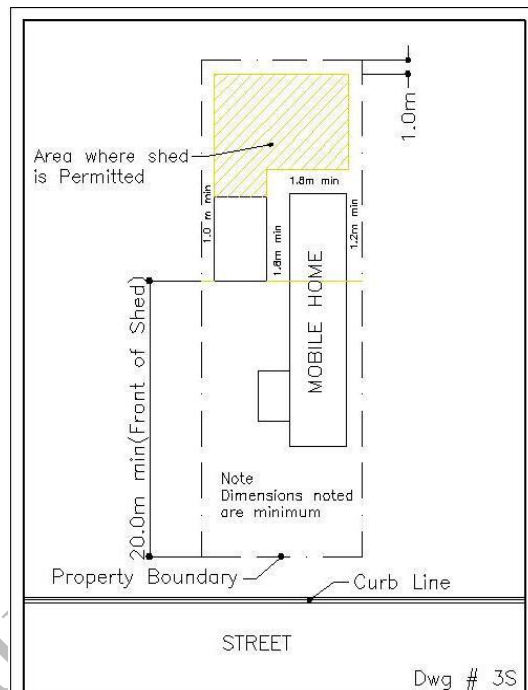 1.0m
Area where shed
is Permitted
1.8m min
1.0 m min
1.8m min
1.2m min
MOBILE HOME
20.0m min(Front of Shed)
Note
Dimensions noted
are minimum
Property Boundary
Curb Line
STREET
Dwg # 3S